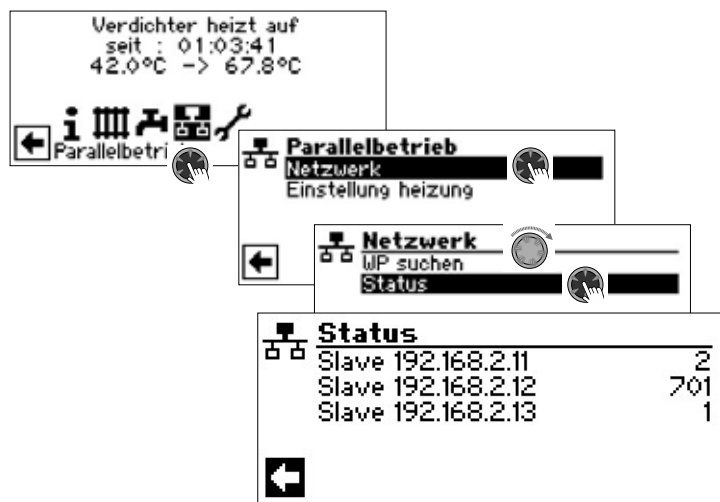 Verdichter heizt auf
seit : 01:03:41
42.0°C -> 67.8°C
Parallelbetri
Parallelbetrieb
Netzwerk
Einstellung heizung
Netzwerk
WP suchen
Status
Status
Slave 192.168.2.11 2
Slave 192.168.2.12 701
Slave 192.168.2.13 1